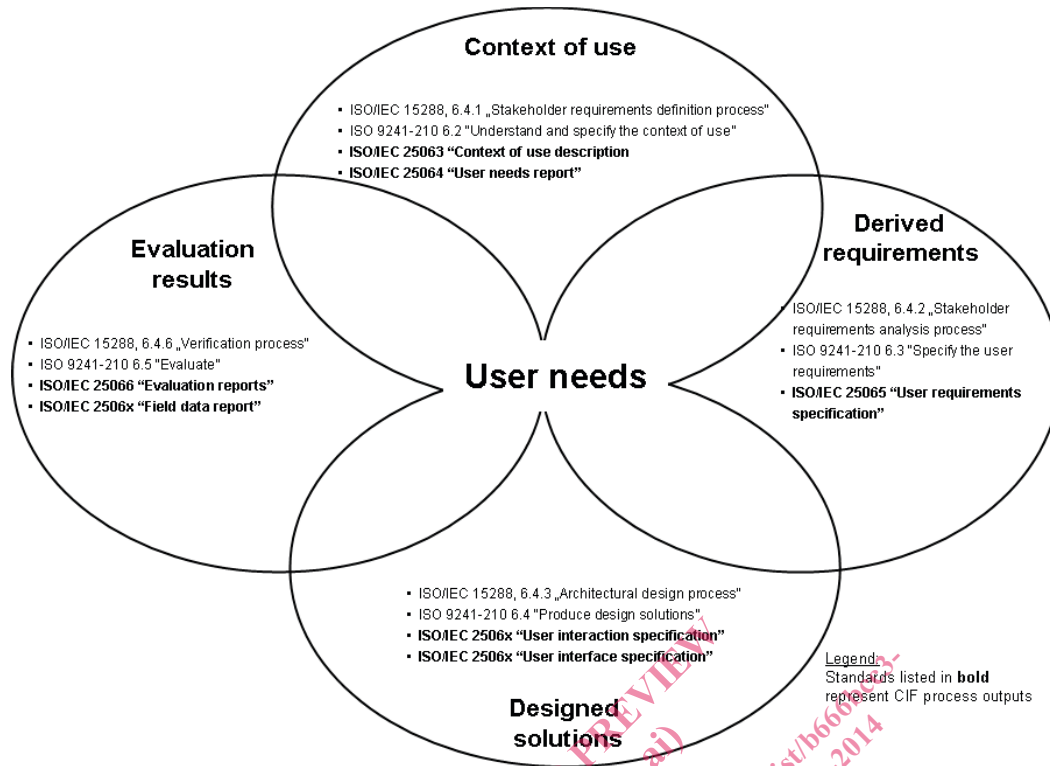 Context of use
▪ ISO/IEC 15288, 6.4.1 „Stakeholder requirements definition process”
▪ ISO 9241-210 6.2 "Understand and specify the context of use"
▪ ISO/IEC 25063 “Context of use description
▪ ISO/IEC 25064 “User needs report”
Evaluation
results
▪ ISO/IEC 15288, 6.4.6 „Verification process”
▪ ISO 9241-210 6.5 "Evaluate"
▪ ISO/IEC 25066 “Evaluation reports”
▪ ISO/IEC 2506x “Field data report”
User needs
Derived
requirements
▪ ISO/IEC 15288, 6.4.2 „Stakeholder
requirements analysis process”
▪ ISO 9241-210 6.3 "Specify the user
requirements"
▪ ISO/IEC 25065 “User requirements
specification”
▪ ISO/IEC 15288, 6.4.3 „Architectural design process”
▪ ISO 9241-210 6.4 "Produce design solutions"
▪ ISO/IEC 2506x “User interaction specification”
▪ ISO/IEC 2506x “User interface specification”
Designed
solutions
Legend:
Standards listed in bold
represent CIF process outputs
PREVIEW
ai)
ist/b666bce3-
-2014